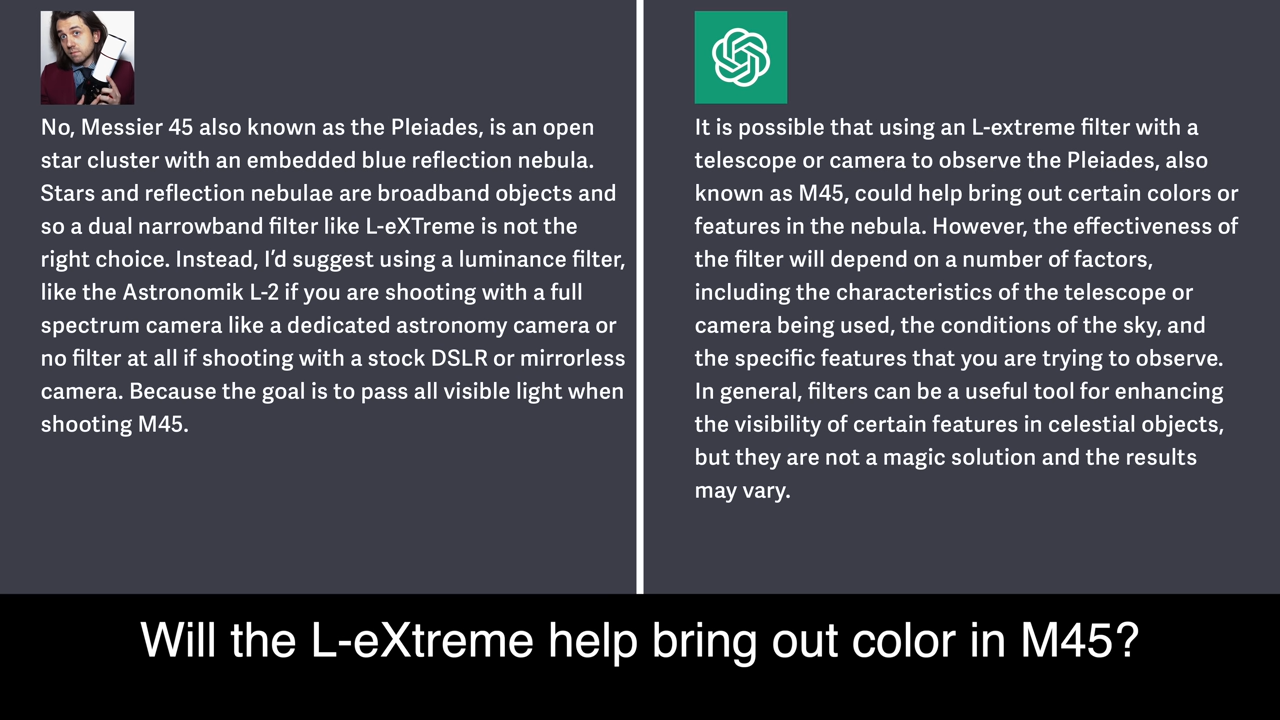 No, Messier 45 also known as the Pleiades, is an open
star cluster with an embedded blue reflection nebula.
Stars and reflection nebulae are broadband objects and
so a dual narrowband filter like L-eXTreme is not the
right choice. Instead, I'd suggest using a luminance filter,
like the Astronomik L-2 if you are shooting with a full
spectrum camera like a dedicated astronomy camera or
no filter at all if shooting with a stock DSLR or mirrorless
camera. Because the goal is to pass all visible light when
shooting M45.
It is possible that using an L-extreme filter with a
telescope or camera to observe the Pleiades, also
known as M45, could help bring out certain colors or
features in the nebula. However, the effectiveness of
the filter will depend on a number of factors,
including the characteristics of the telescope or
camera being used, the conditions of the sky, and
the specific features that you are trying to observe.
In general, filters can be a useful tool for enhancing
the visibility of certain features in celestial objects,
but they are not a magic solution and the results
may vary.
Will the L-eXtreme help bring out color in M45?